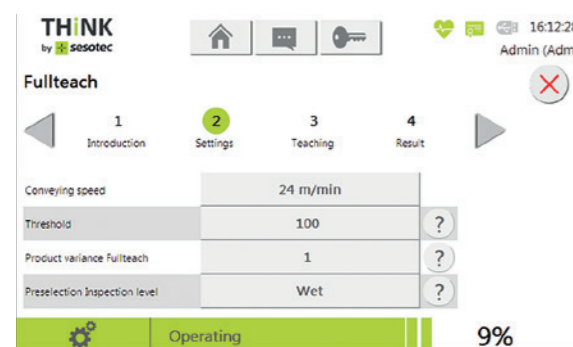 THiNK
by sesotec
16:12:28
Admin (Adm
Fullteach
1 2 3 4
Introduction Settings Teaching Result
Conveying speed 24 m/min
Threshold 100 ?
Product variance Fullteach 1 ?
Preselection Inspection level Wet ?
Operating 9%